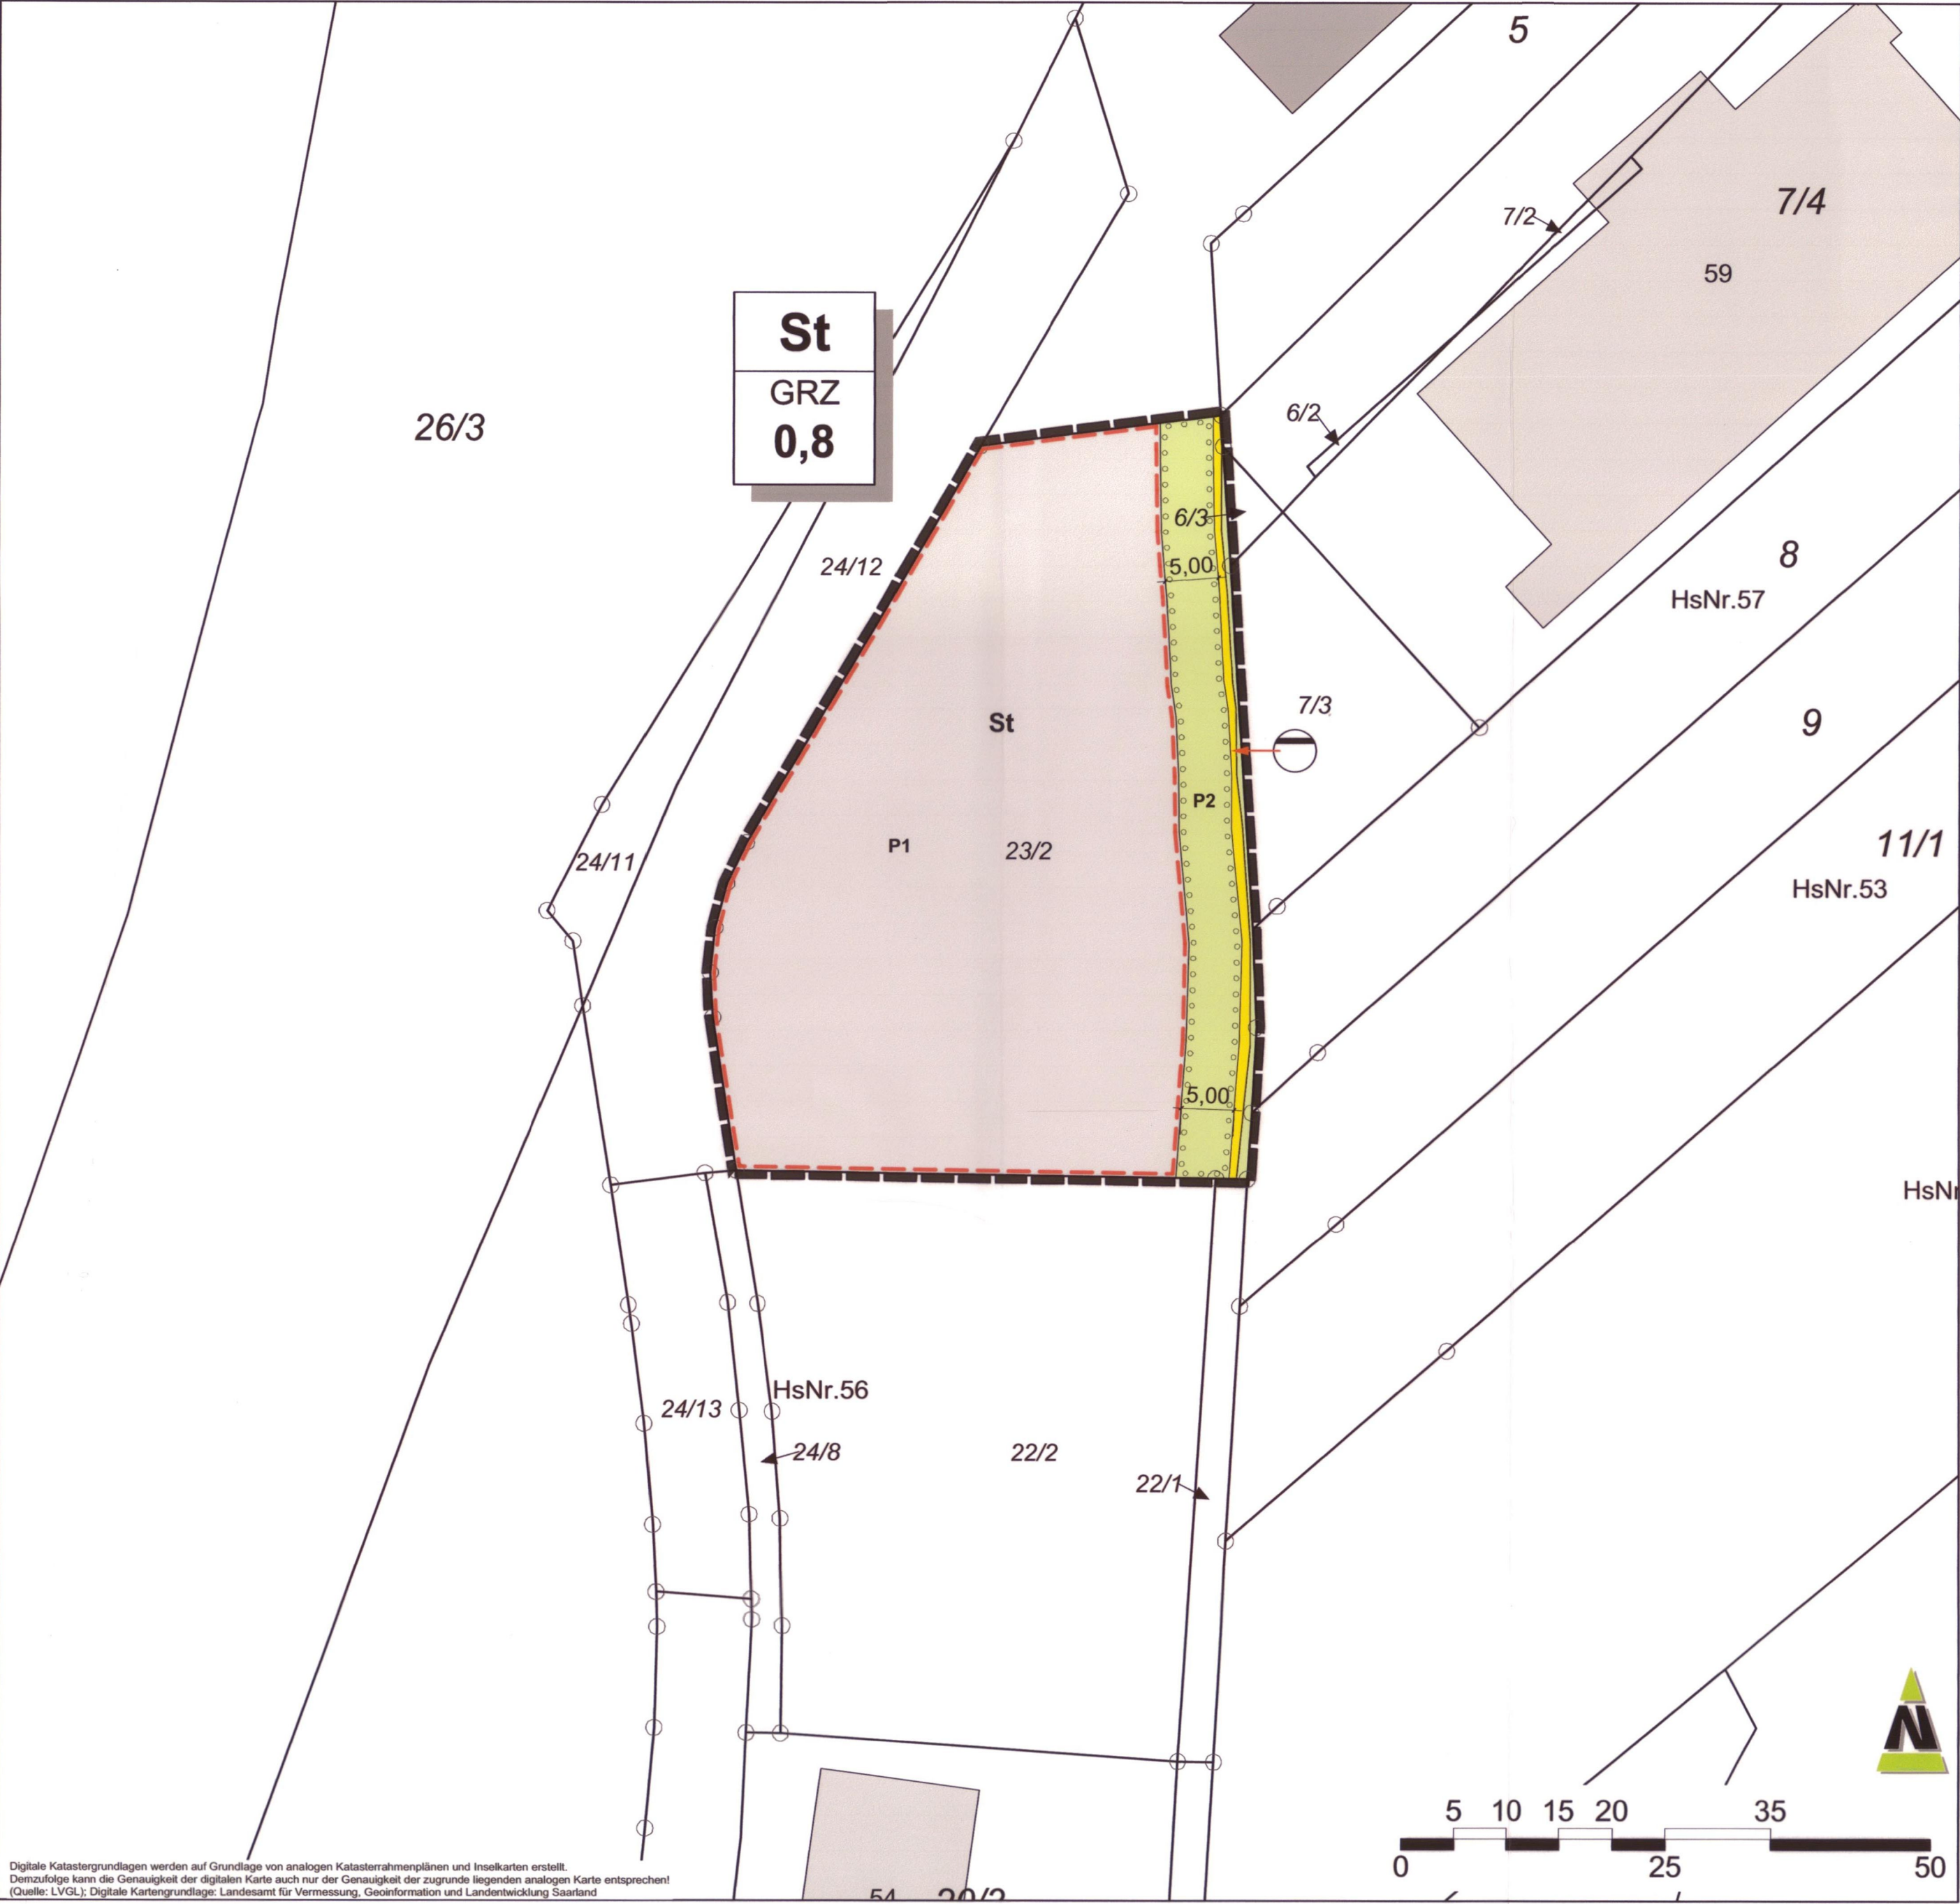 5
7/2
7/4
59
St
GRZ
0,8
26/3
6/2
6/3
24/12
5,00
8
HsNr.57
7/3
St
9
P2
P1
23/2
24/11
11/1
HsNr.53
5,00
HsNr
HsNr.56
24/13
24/8
22/2
22/1
N
5 10 15 20 35
0 25 50
Digitale Katastergrundlagen werden auf Grundlage von analogen Katasterrahmenplänen und Inselkarten erstellt.
Demzufolge kann die Genauigkeit der digitalen Karte auch nur der Genauigkeit der zugrunde liegenden analogen Karte entsprechen!
(Quelle: LVGL); Digitale Kartengrundlage: Landesamt für Vermessung, Geoinformation und Landentwicklung Saarland
54
20/2